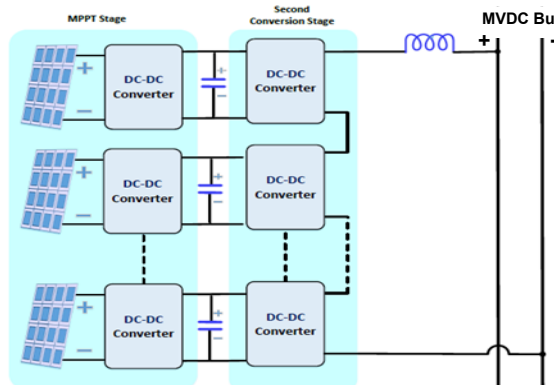 MPPT Stage
Second
Conversion Stage
MVDC Bu
+ -
+
−
DC-DC
Converter
+
−
DC-DC
Converter
+
−
DC-DC
Converter
+
−
DC-DC
Converter
+
−
DC-DC
Converter
+
−
DC-DC
Converter